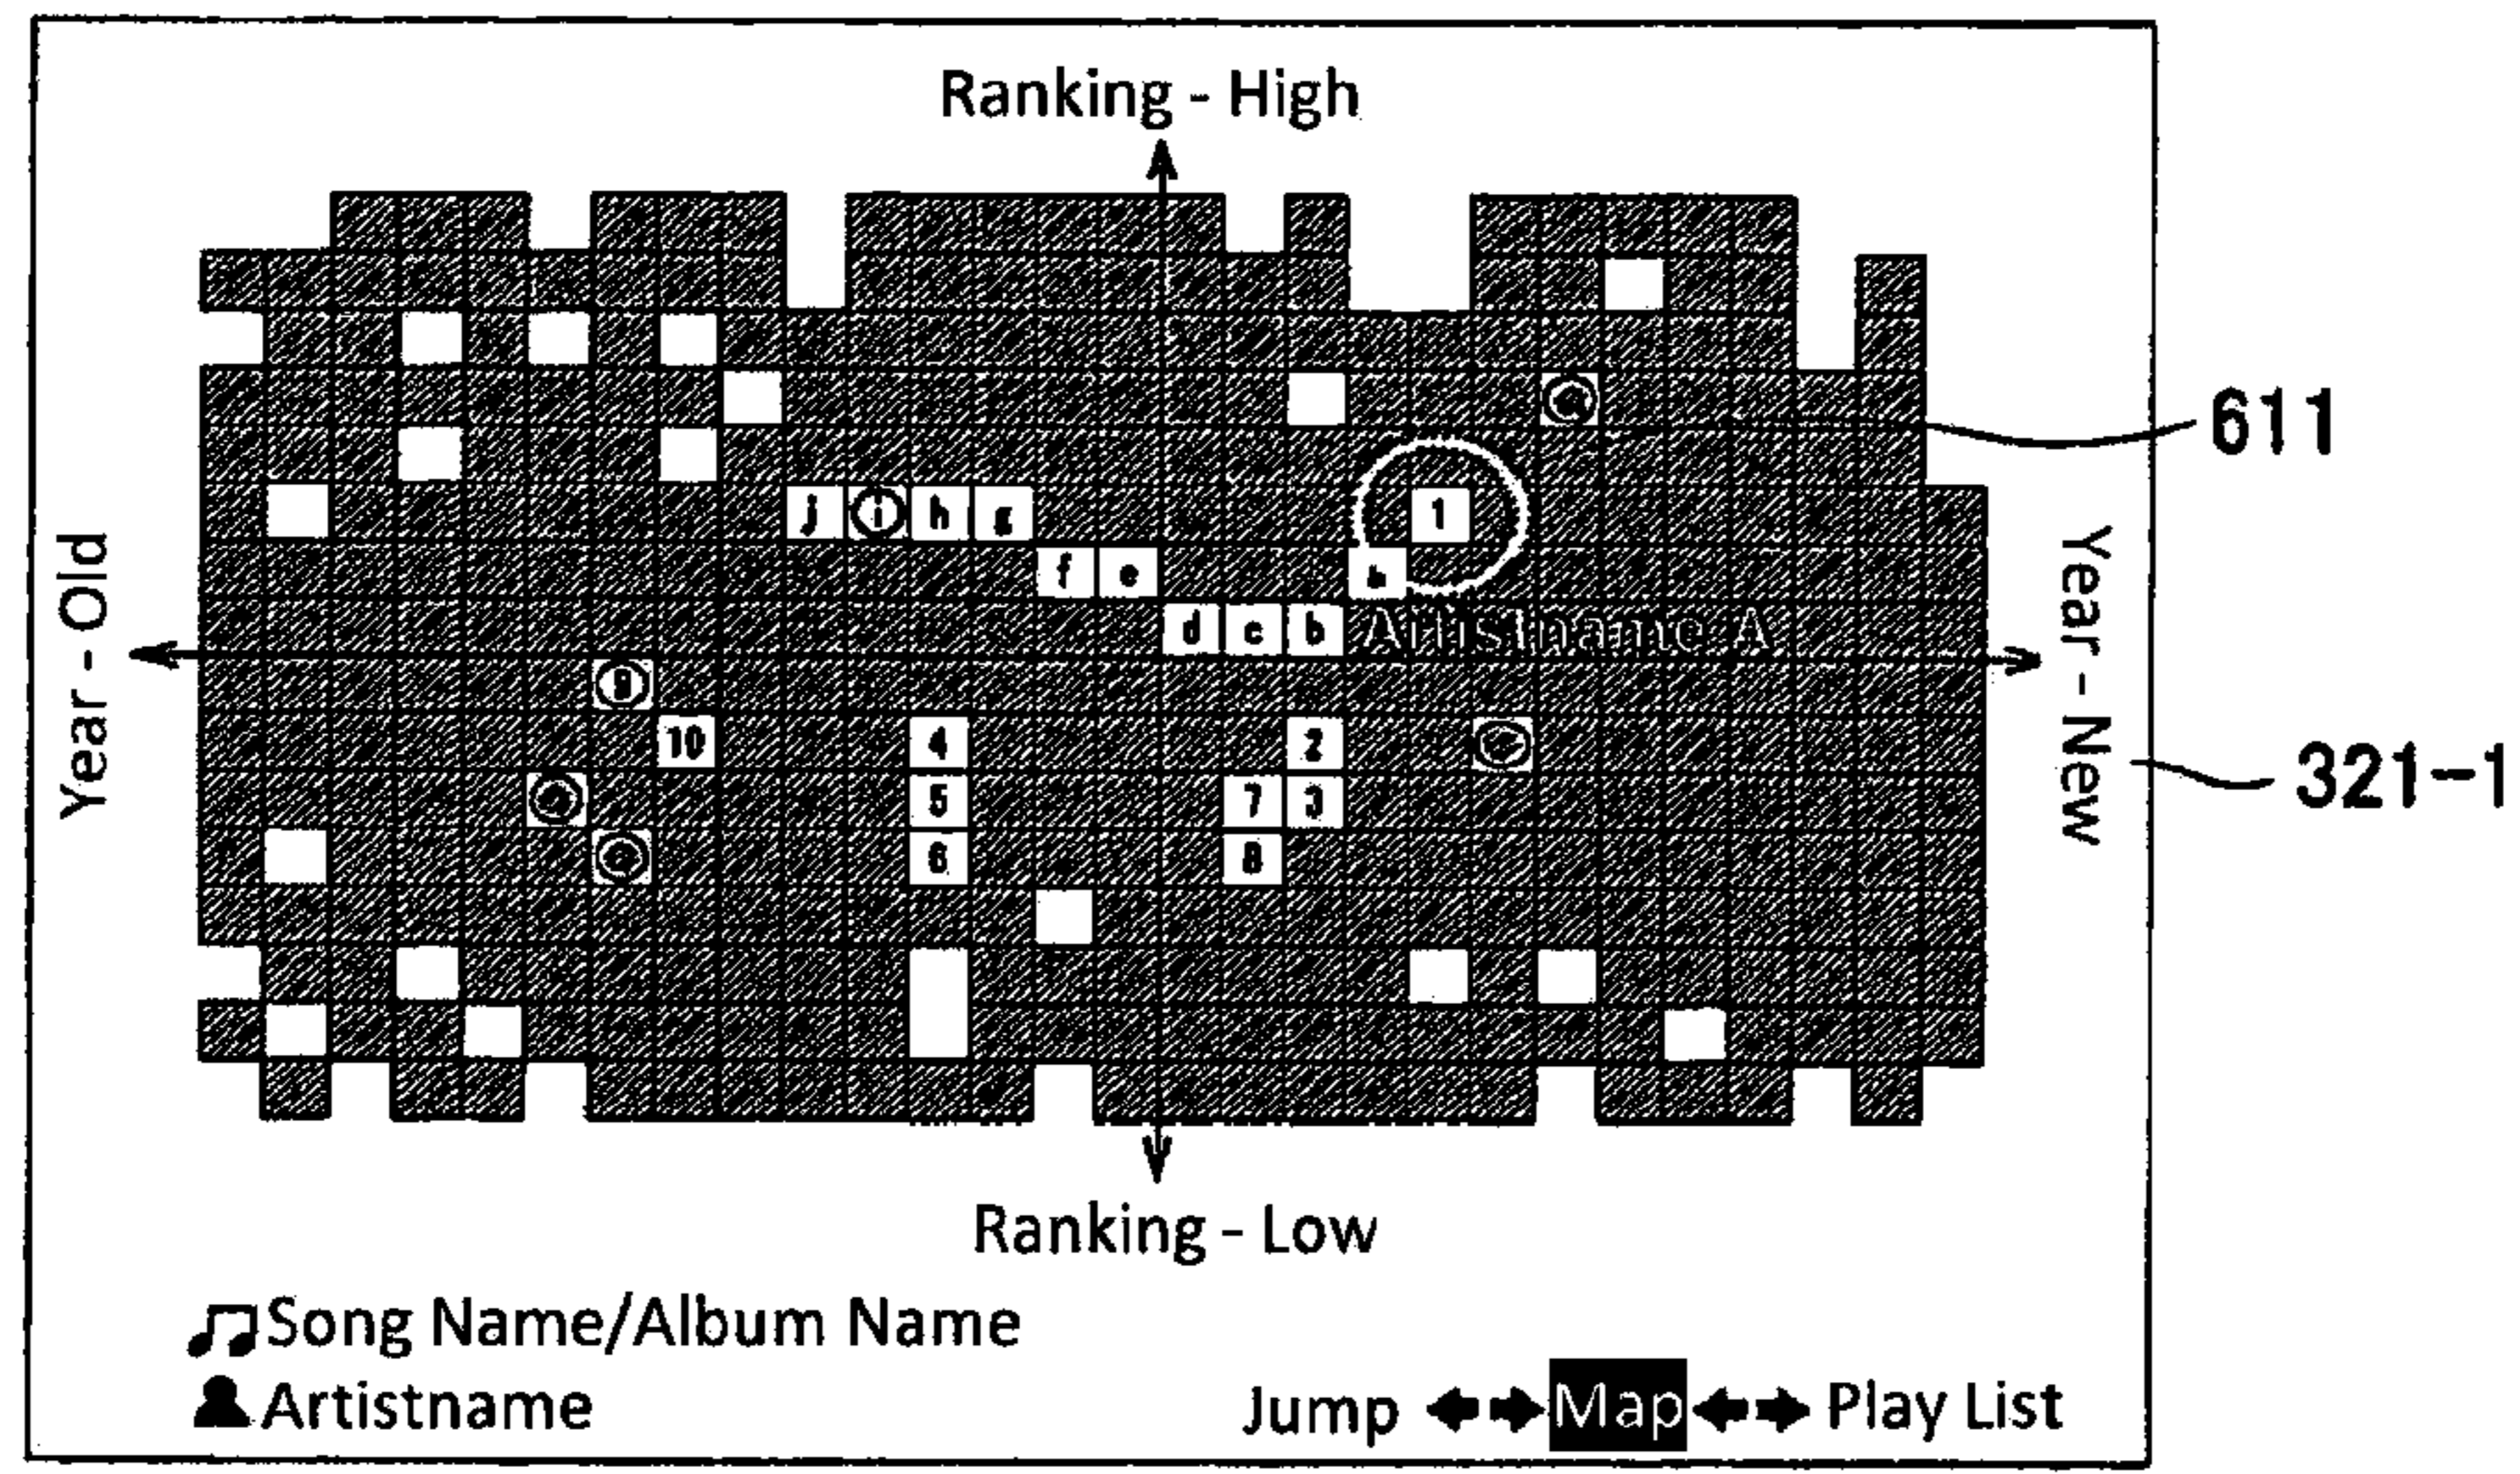 Ranking - High
611
j i h g 1
f e
Year - Old
d c b Artistname A
Year - New
9
10 4 2
321-1
5 7 3
6 8
Ranking - Low
Song Name/Album Name
Artistname
Jump Map Play List